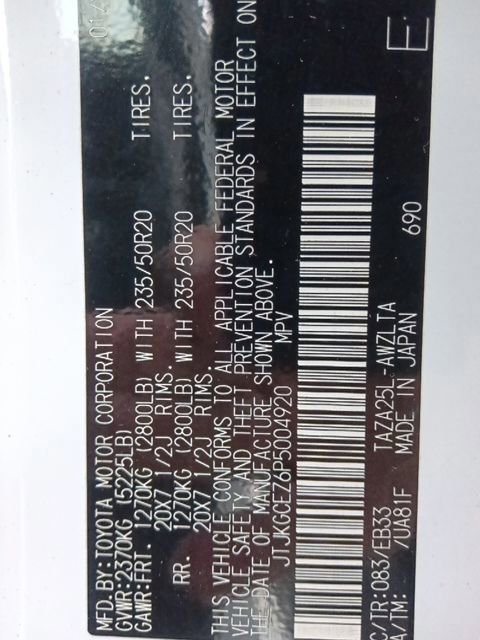 MFD.BY:TOYOTA MOTOR CORPORATION 01/
GVWR:2370KG (5225LB)
GAWR:FRT. 1270KG (2800LB) WITH 235/50R20 TIRES.
20X7 1/2J RIMS.
RR. 1270KG (2800LB) WITH 235/50R20 TIRES.
20X7 1/2J RIMS.
THIS VEHICLE CONFORMS TO ALL APPLICABLE FEDERAL MOTOR
VEHICLE SAFETY AND THEFT PREVENTION STANDARDS IN EFFECT ON
THE DATE OF MANUFACTURE SHOWN ABOVE.
JTJKGCEZ6P5004920 MPV
C/TR:083/EB33 TAZA25L-AWZLTA
/TM: /UA81F MADE IN JAPAN 690 E